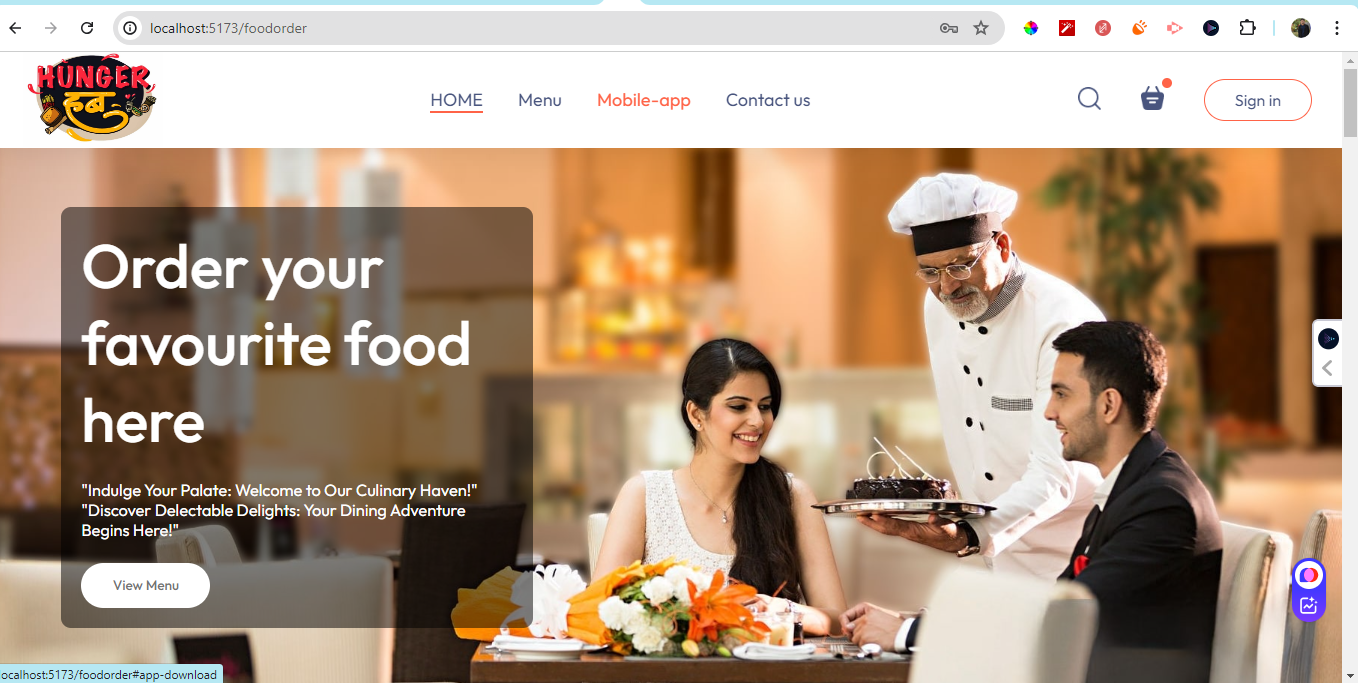 localhost:5173/foodorder
HUNGER
हब
HOME
Menu
Mobile-app
Contact us
Sign in
Order your
favourite food
here
"Indulge Your Palate: Welcome to Our Culinary Haven!"
"Discover Delectable Delights: Your Dining Adventure
Begins Here!"
View Menu
ocalhost:5173/foodorder#app-download